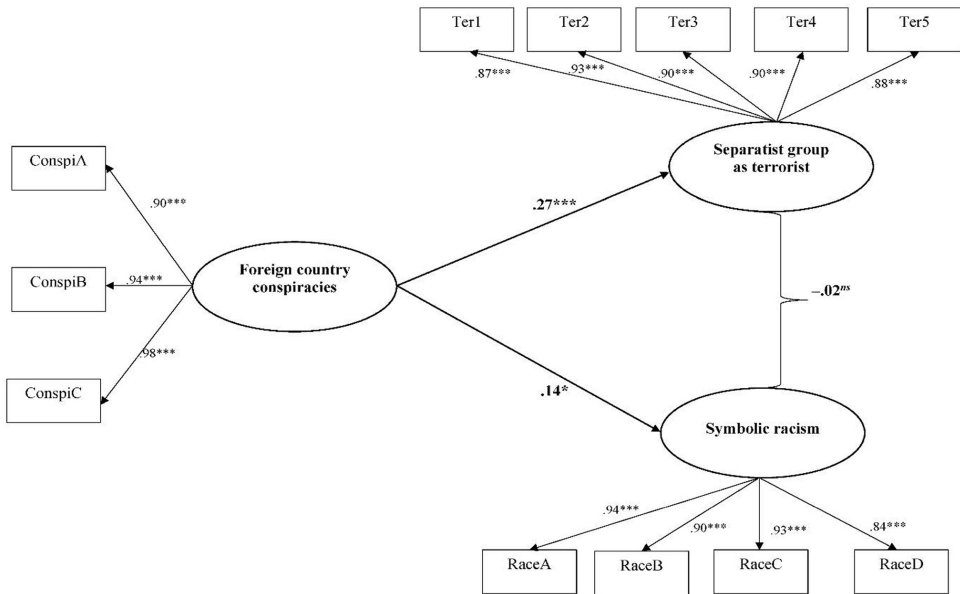 Ter1
Ter2
Ter3
Ter4
Ter5
.87***
.93***
.90***
.90***
.88***
Separatist group
as terrorist
ConspiA
.90***
.27***
ConspiB
.94***
Foreign country
conspiracies
–.02ns
.98***
ConspiC
.14*
Symbolic racism
.94***
.90***
.93***
.84***
RaceA
RaceB
RaceC
RaceD